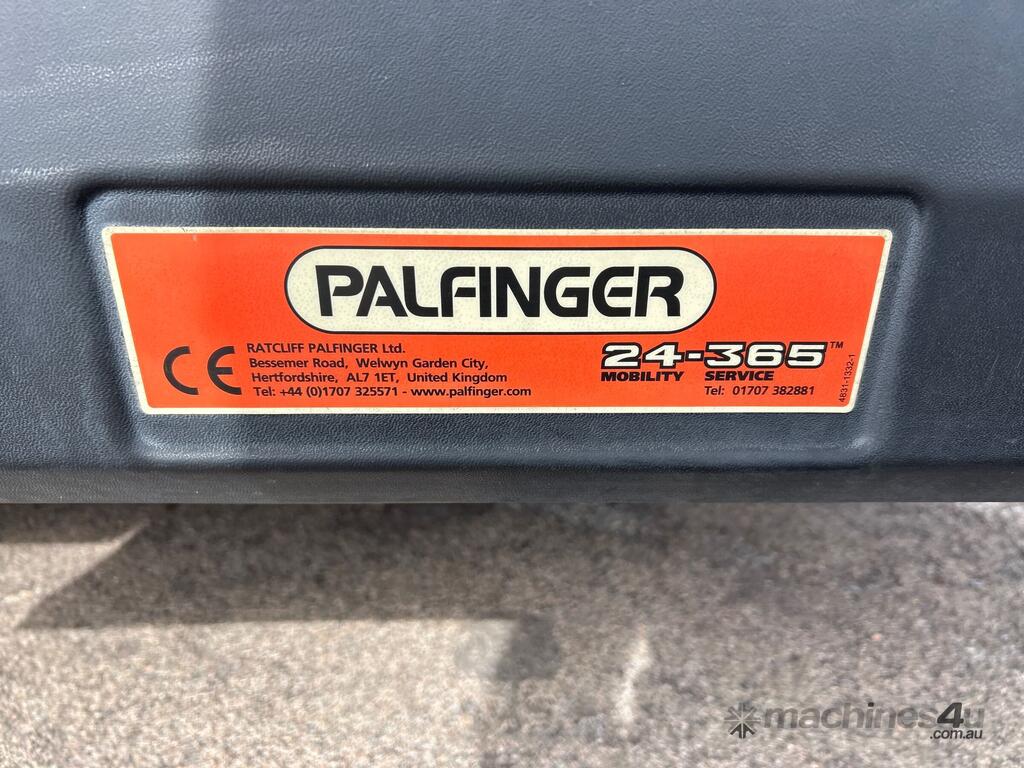 PALFINGER
CE
RATCLIFF PALFINGER Ltd.
Bessemer Road, Welwyn Garden City,
Hertfordshire, AL7 1ET, United Kingdom
Tel: +44 (0)1707 325571 - www.palfinger.com
24-365™
MOBILITY SERVICE
Tel: 01707 382881
4831-1332-1
machines4u
.com.au